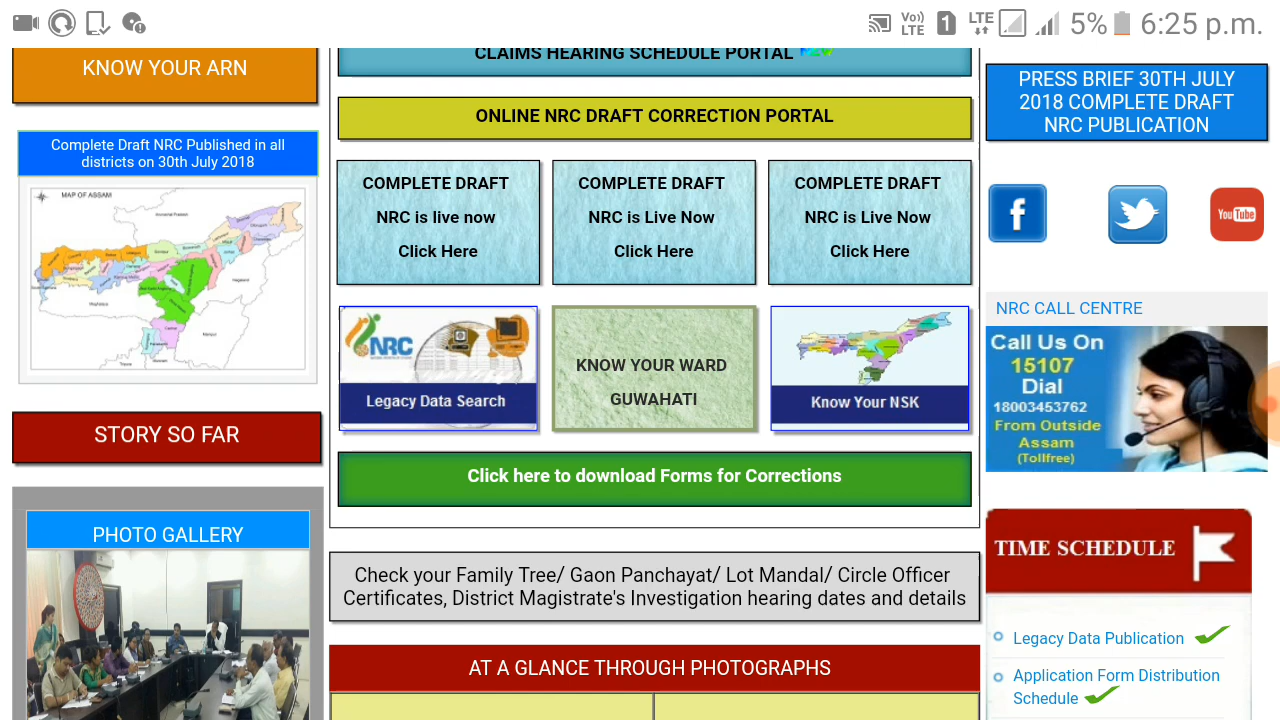 Vo)) LTE 1 LTE 5% 6:25 p.m.
KNOW YOUR ARN
Complete Draft NRC Published in all
districts on 30th July 2018
MAP OF ASSAM
STORY SO FAR
PHOTO GALLERY
CLAIMS HEARING SCHEDULE PORTAL
ONLINE NRC DRAFT CORRECTION PORTAL
COMPLETE DRAFT
NRC is live now
Click Here
COMPLETE DRAFT
NRC is Live Now
Click Here
COMPLETE DRAFT
NRC is Live Now
Click Here
NRC
Legacy Data Search
KNOW YOUR WARD
GUWAHATI
Know Your NSK
Click here to download Forms for Corrections
Check your Family Tree/ Gaon Panchayat/ Lot Mandal/ Circle Officer
Certificates, District Magistrate's Investigation hearing dates and details
AT A GLANCE THROUGH PHOTOGRAPHS
PRESS BRIEF 30TH JULY
2018 COMPLETE DRAFT
NRC PUBLICATION
f
You Tube
NRC CALL CENTRE
Call Us On
15107
Dial
18003453762
From Outside
Assam
(Tollfree)
TIME SCHEDULE
Legacy Data Publication
Application Form Distribution
Schedule